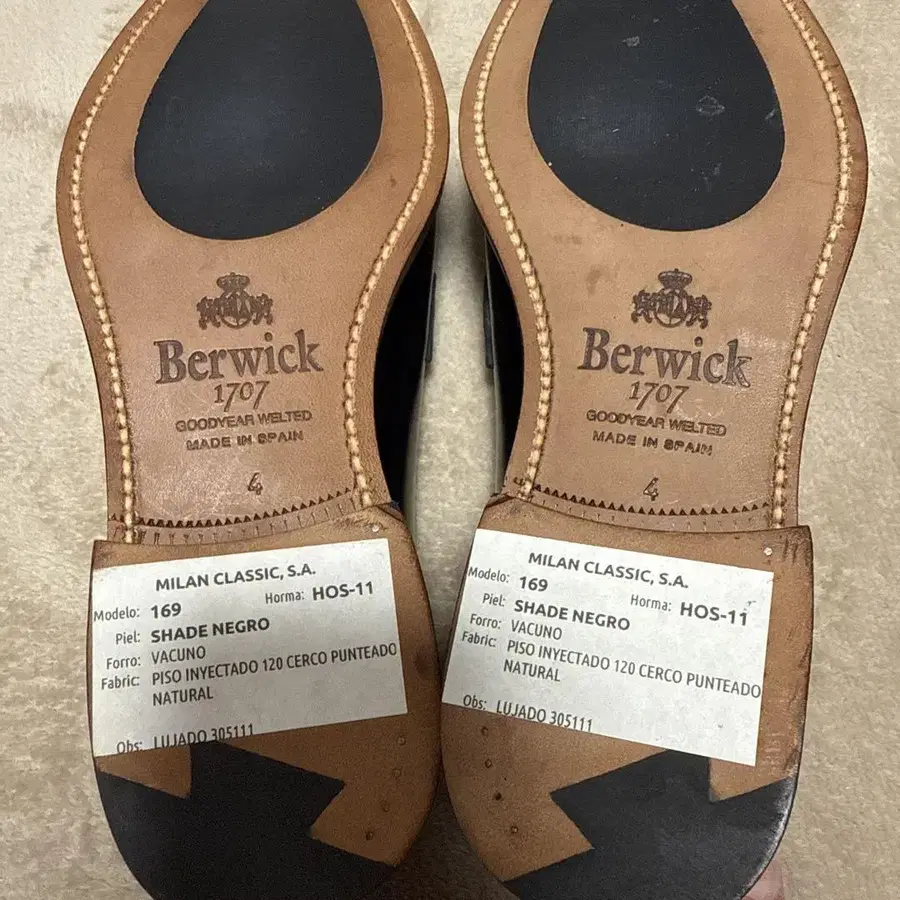 Berwick
1707
GOODYEAR WELTED
MADE IN SPAIN
4
MILAN CLASSIC, S.A.
Modelo: 169 Horma: HOS-11
Piel: SHADE NEGRO
Forro: VACUNO
Fabric: PISO INYECTADO 120 CERCO PUNTEADO
NATURAL
Obs: LUJADO 305111
Berwick
1707
GOODYEAR WELTED
MADE IN SPAIN
4
MILAN CLASSIC, S.A.
Modelo: 169 Horma: HOS-11
Piel: SHADE NEGRO
Forro: VACUNO
Fabric: PISO INYECTADO 120 CERCO PUNTEADO
NATURAL
Obs: LUJADO 305111